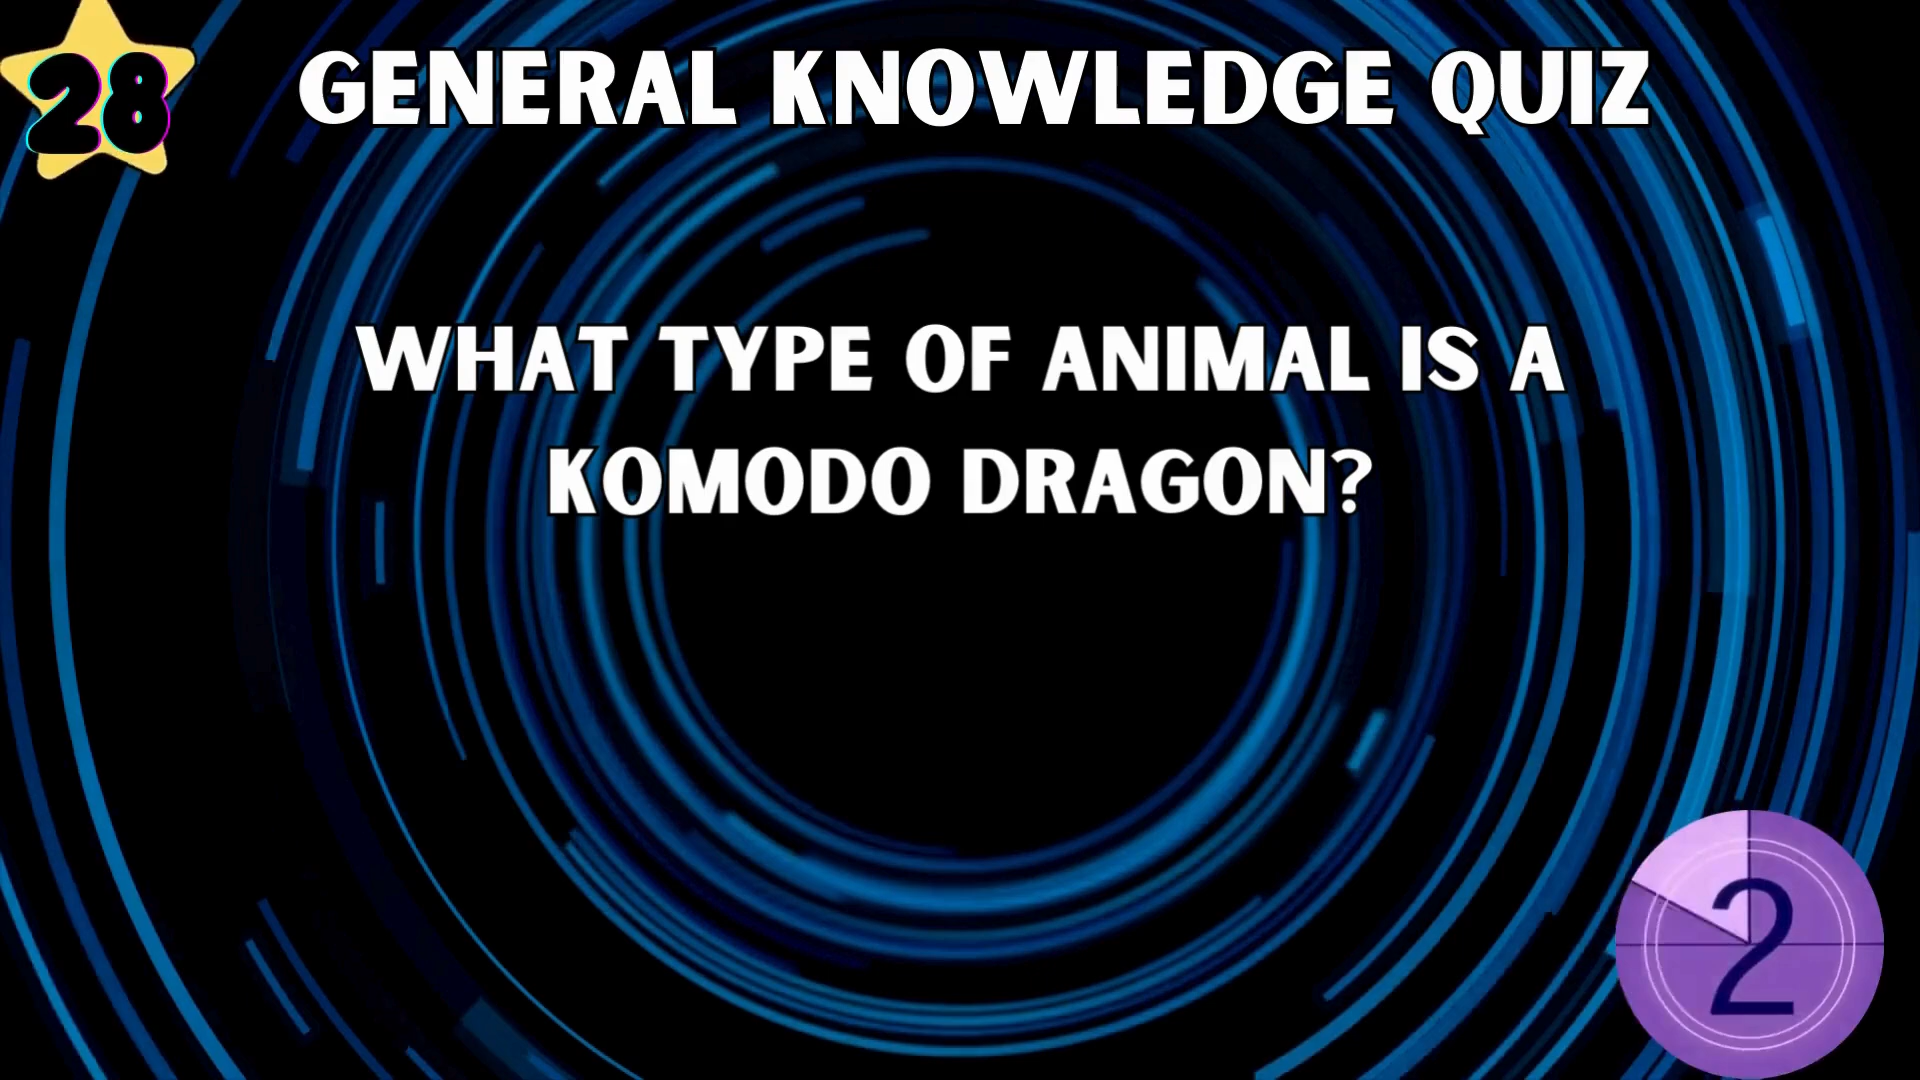 28
GENERAL KNOWLEDGE QUIZ
WHAT TYPE OF ANIMAL IS A
KOMODO DRAGON?
2